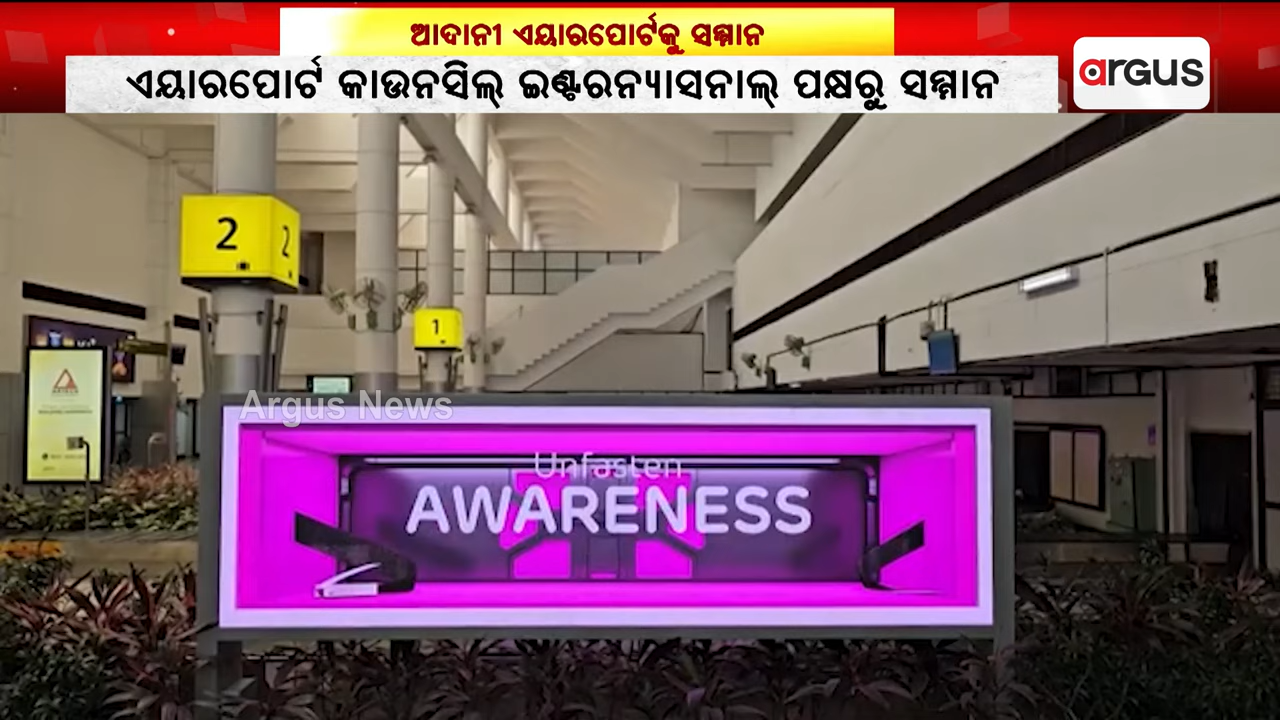 ଆଦାନୀ ଏୟାରପୋର୍ଟକୁ ସମ୍ମାନ
ଏୟାରପୋର୍ଟ କାଉନସିଲ୍ ଇଣ୍ଟରନ୍ୟାସନାଲ୍ ପକ୍ଷରୁ ସମ୍ମାନ
argus
2
2
1
Argus News
Unfasten
AWARENESS